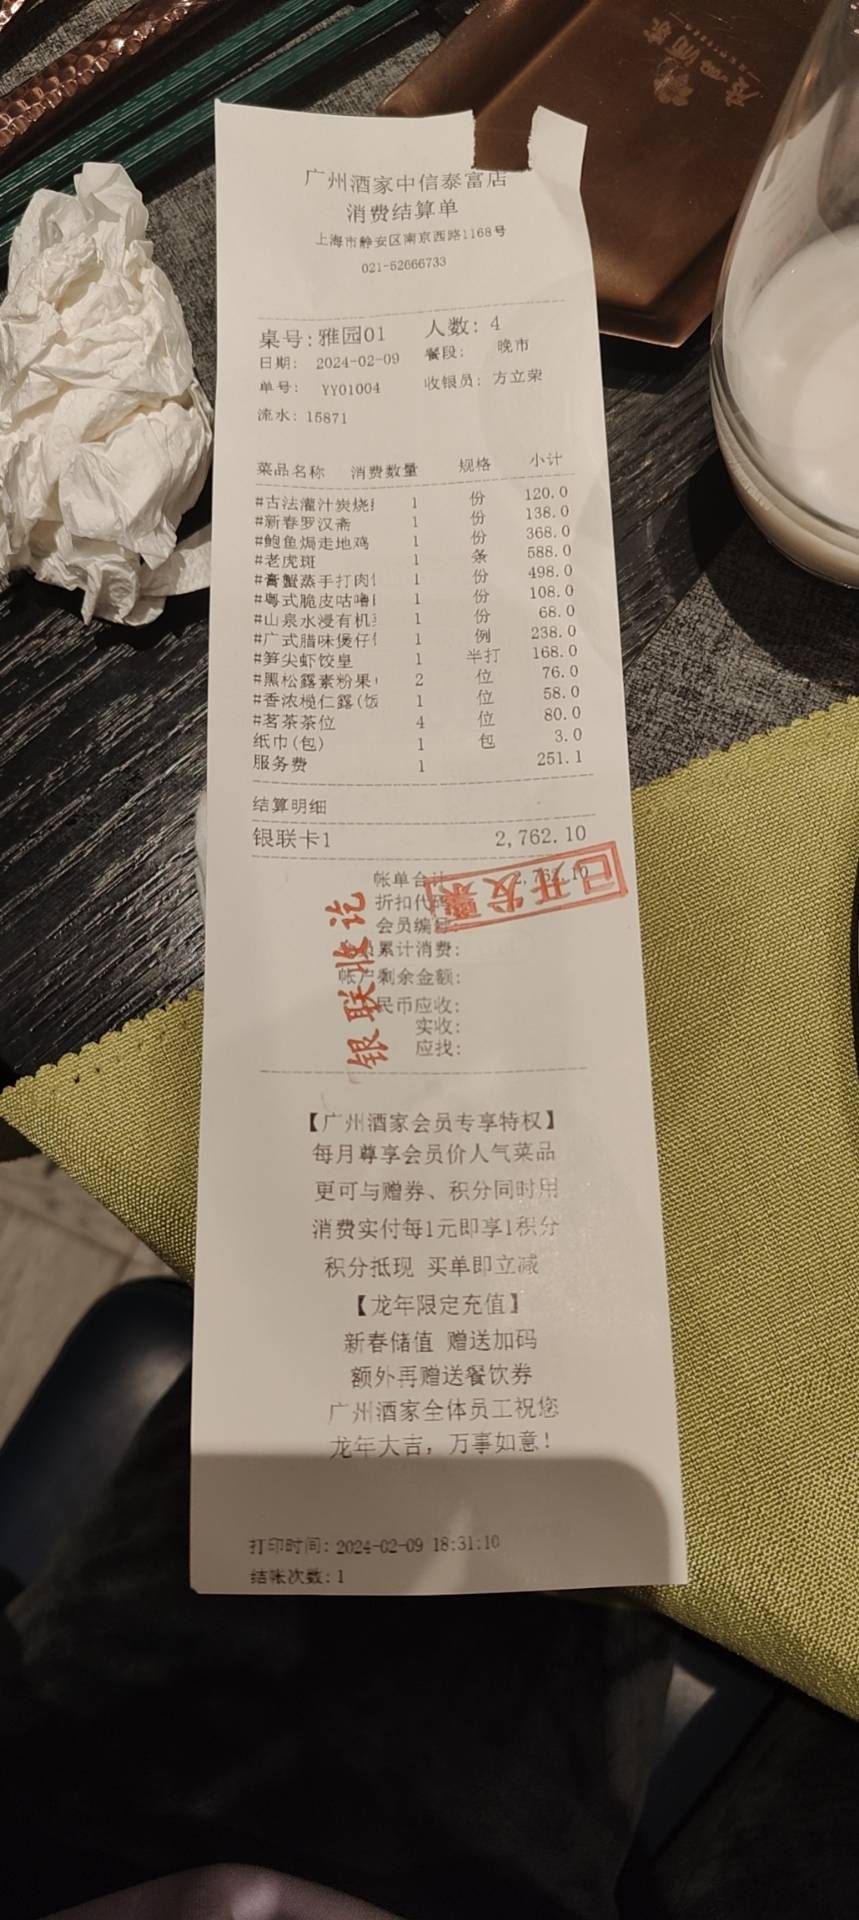 广州酒家中信泰富店
消费结算单
上海市静安区南京西路1168号
021-52666733
桌号:雅园01 人数: 4
日期: 2024-02-09 餐段: 晚市
单号: YY01004 收银员: 方立荣
流水: 15871
菜品名称 消费数量 规格 小计
#古法灌汁炭烧 1 份 120.0
#新春罗汉斋 1 份 138.0
#鲍鱼焗走地鸡 1 份 368.0
#老虎斑 1 条 588.0
#膏蟹蒸手打肉 1 份 498.0
#粤式脆皮咕噜 1 份 108.0
#山泉水浸有机 1 份 68.0
#广式腊味煲仔 1 例 238.0
#笋尖虾饺皇 1 半打 168.0
#黑松露素粉果( 2 位 76.0
#香浓榄仁露(饭 1 位 58.0
#茗茶茶位 4 位 80.0
纸巾(包) 1 包 3.0
服务费 1 251.1
结算明细
银联卡1 2,762.10
帐单合计 2,762.10
已开发票
折扣代码
会员编号
员累计消费:
帐户剩余金额:
民币应收:
实收:
应找:
银联收讫
【广州酒家会员专享特权】
每月尊享会员价人气菜品
更可与赠券、积分同时用
消费实付每1元即享1积分
积分抵现 买单即立减
【龙年限定充值】
新春储值 赠送加码
额外再赠送餐饮券
广州酒家全体员工祝您
龙年大吉，万事如意!
打印时间: 2024-02-09 18:31:10
结帐次数: 1